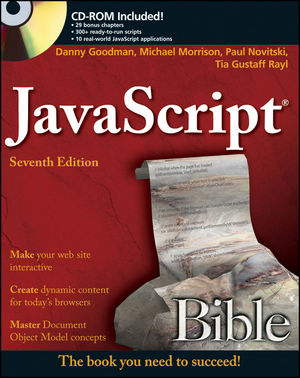 CD-ROM Included!
• 29 bonus chapters
• 300+ ready-to-run scripts
• 10 real-world JavaScript applications
Danny Goodman, Michael Morrison, Paul Novitski,
Tia Gustaff Rayl
JavaScript®
Seventh Edition
Make your web site
interactive
Create dynamic content
for today's browsers
Master Document
Object Model concepts
Bible
The book you need to succeed!